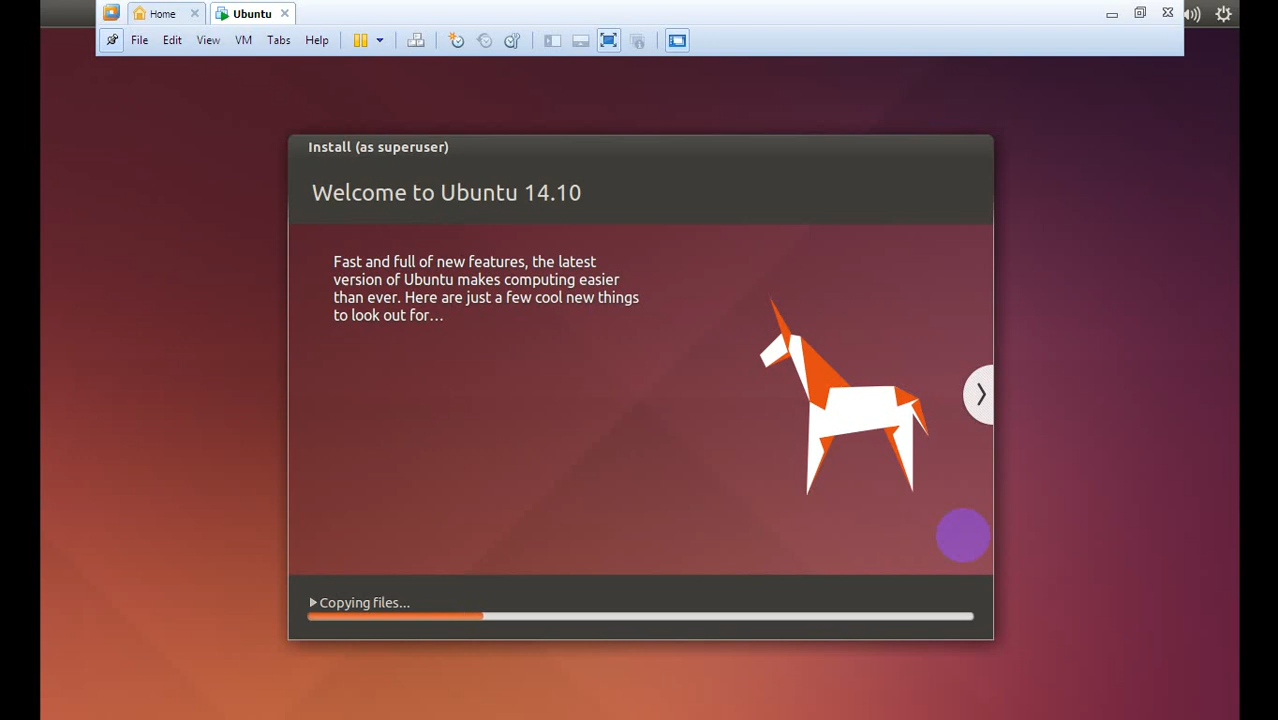 Home
Ubuntu
File Edit View VM Tabs Help
Install (as superuser)
Welcome to Ubuntu 14.10
Fast and full of new features, the latest
version of Ubuntu makes computing easier
than ever. Here are just a few cool new things
to look out for…
Copying files...